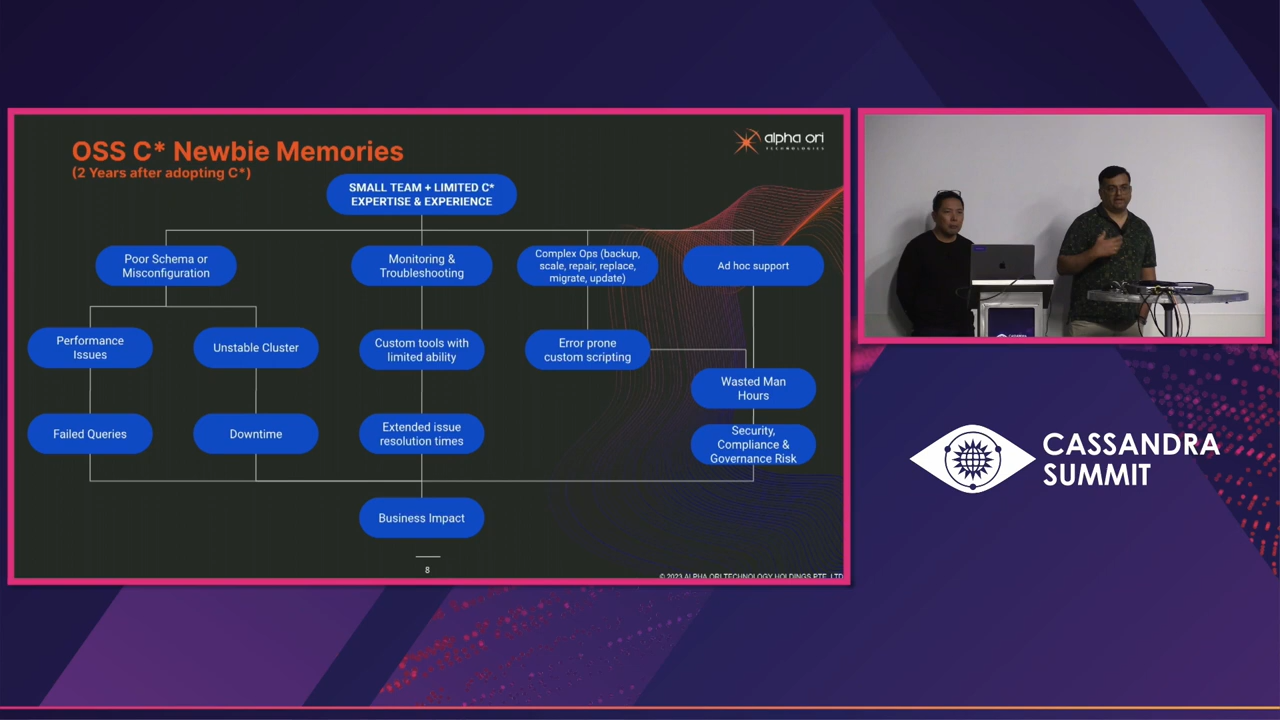 OSS C* Newbie Memories
(2 Years after adopting C*)
alpha ori
TECHNOLOGIES
SMALL TEAM + LIMITED C*
EXPERTISE & EXPERIENCE
Poor Schema or
Misconfiguration
Monitoring &
Troubleshooting
Complex Ops (backup,
scale, repair, replace,
migrate, update)
Ad hoc support
Performance
Issues
Unstable Cluster
Custom tools with
limited ability
Error prone
custom scripting
Wasted Man
Hours
Failed Queries
Downtime
Extended issue
resolution times
Security,
Compliance &
Governance Risk
Business Impact
8
© 2023 ALPHA ORI TECHNOLOGY HOLDINGS PTE. LTD
CASSANDRA
SUMMIT